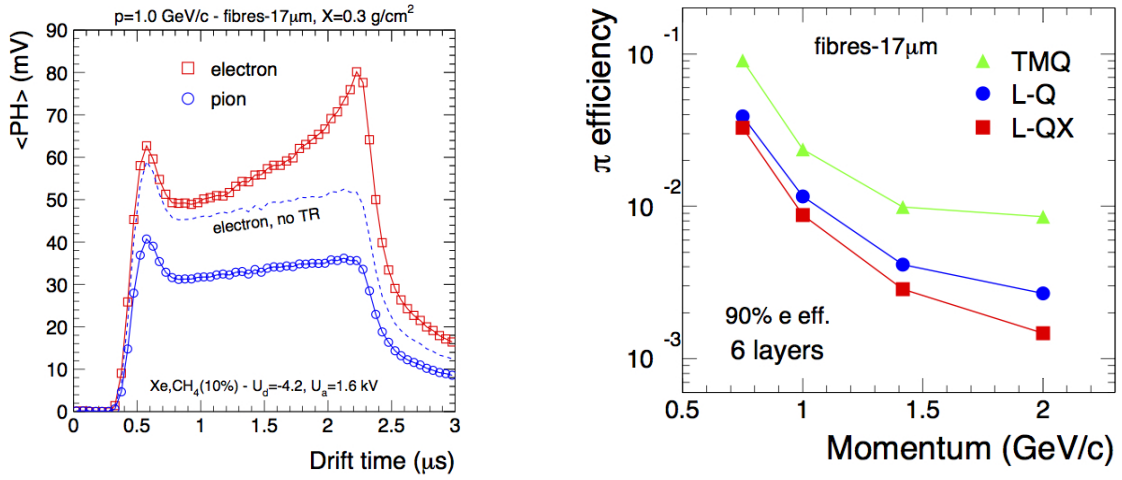 p=1.0 GeV/c - fibres-17μm, X=0.3 g/cm²
<PH> (mV)
90
80
70
60
50
40
30
20
10
0
electron
pion
electron, no TR
Xe,CH₄(10%) - U_d=-4.2, U_a=1.6 kV
0 0.5 1 1.5 2 2.5 3
Drift time (μs)
π efficiency
10⁻¹
10⁻²
10⁻³
fibres-17μm
TMQ
L-Q
L-QX
90% e eff.
6 layers
0.5 1 1.5 2
Momentum (GeV/c)